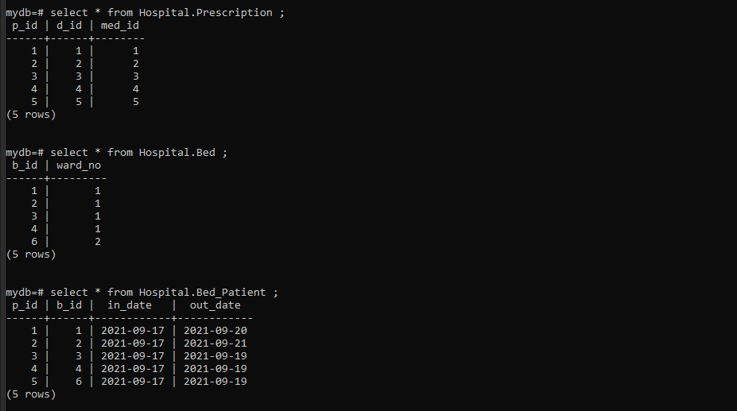 mydb=# select * from Hospital.Prescription ;
 p_id | d_id | med_id
------+------+--------
    1 |    1 |      1
    2 |    2 |      2
    3 |    3 |      3
    4 |    4 |      4
    5 |    5 |      5
(5 rows)
mydb=# select * from Hospital.Bed ;
 b_id | ward_no
------+---------
    1 |       1
    2 |       1
    3 |       1
    4 |       1
    6 |       2
(5 rows)
mydb=# select * from Hospital.Bed_Patient ;
 p_id | b_id |  in_date   |  out_date
------+------+------------+------------
    1 |    1 | 2021-09-17 | 2021-09-20
    2 |    2 | 2021-09-17 | 2021-09-21
    3 |    3 | 2021-09-17 | 2021-09-19
    4 |    4 | 2021-09-17 | 2021-09-19
    5 |    6 | 2021-09-17 | 2021-09-19
(5 rows)